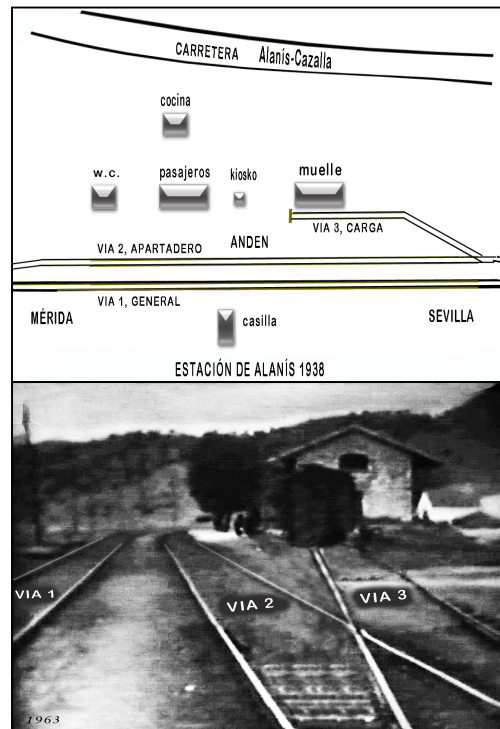 CARRETERA Alanís-Cazalla
cocina
w.c.
pasajeros
kiosko
muelle
VIA 3, CARGA
ANDEN
VIA 2, APARTADERO
VIA 1, GENERAL
MÉRIDA
SEVILLA
casilla
ESTACIÓN DE ALANÍS 1938
VIA 1
VIA 2
VIA 3
1963